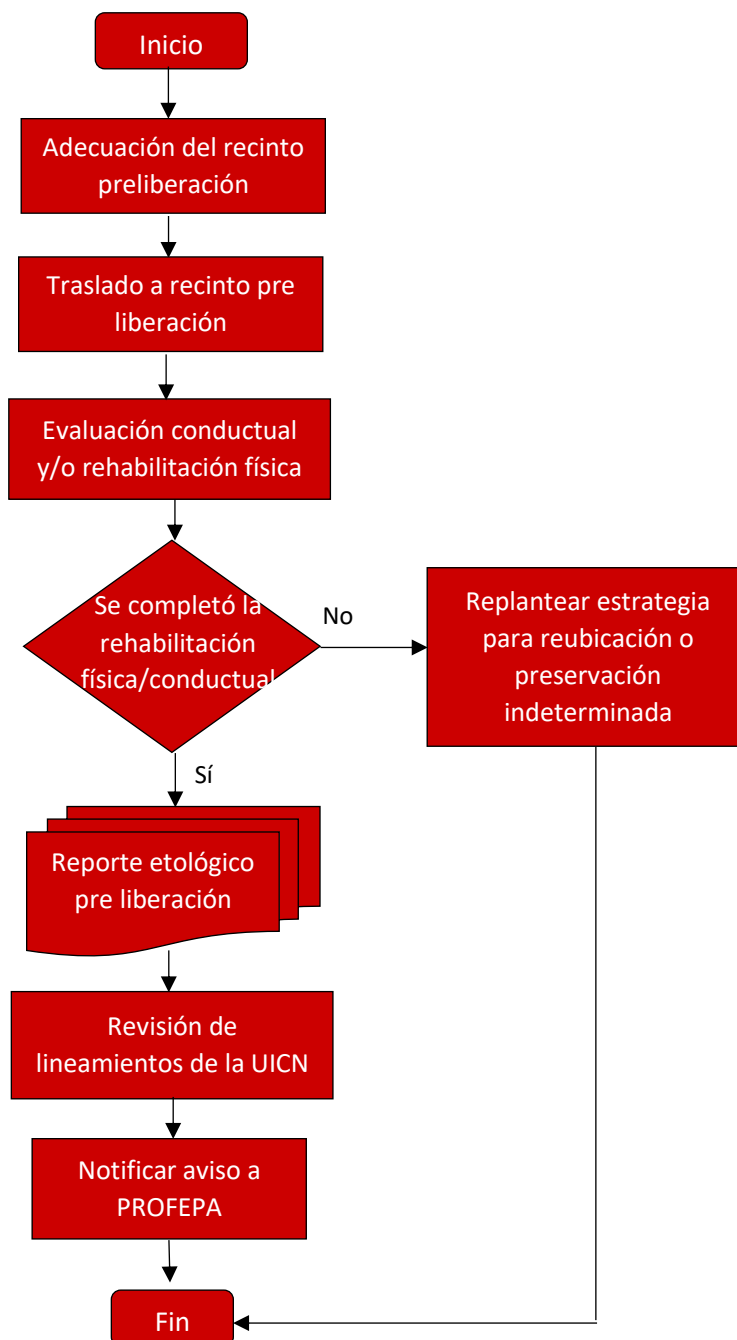 Inicio
Adecuación del recinto
preliberación
Traslado a recinto pre
liberación
Evaluación conductual
y/o rehabilitación física
Se completó la
rehabilitación
física/conductual
No
Replantear estrategia
para reubicación o
preservación
indeterminada
Sí
Reporte etológico
pre liberación
Revisión de
lineamientos de la UICN
Notificar aviso a
PROFEPA
Fin